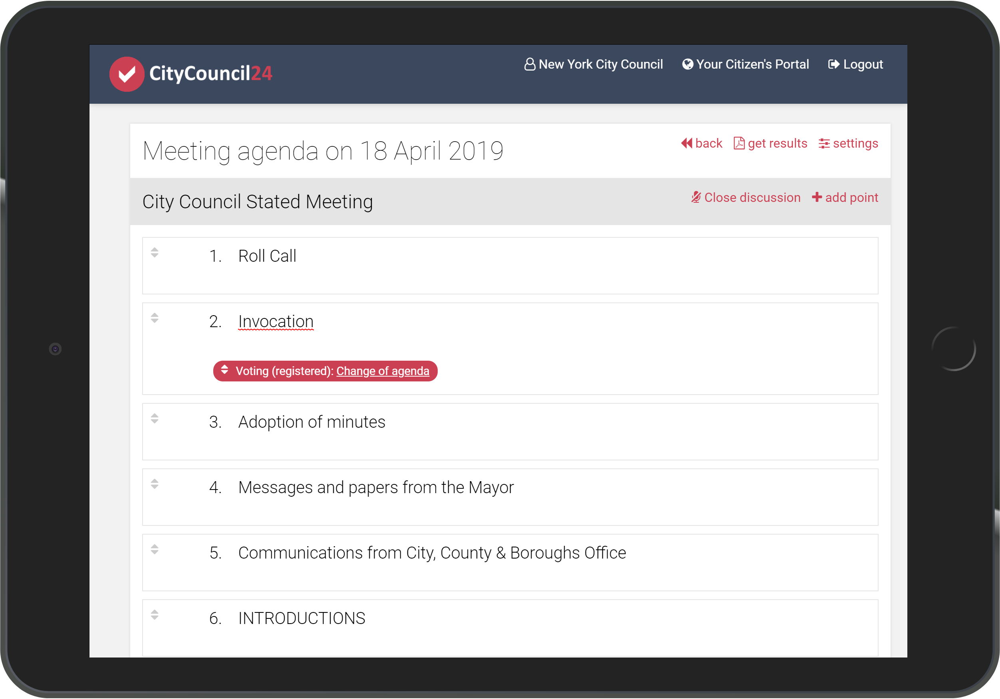 CityCouncil24
New York City Council Your Citizen's Portal Logout
Meeting agenda on 18 April 2019
back get results settings
City Council Stated Meeting
Close discussion add point
1. Roll Call
2. Invocation
Voting (registered): Change of agenda
3. Adoption of minutes
4. Messages and papers from the Mayor
5. Communications from City, County & Boroughs Office
6. INTRODUCTIONS